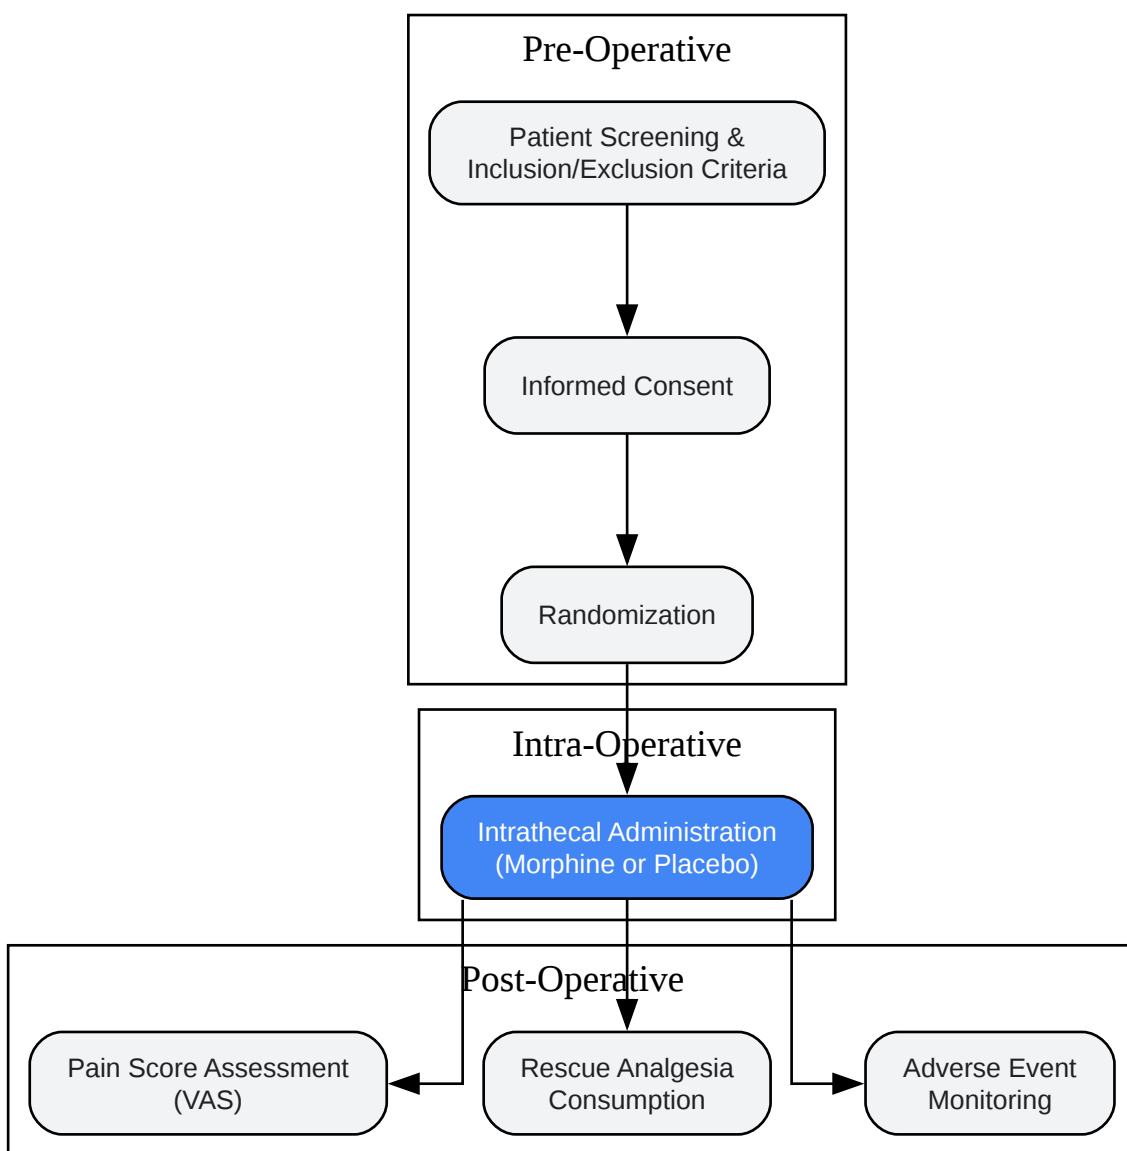 Pre-Operative
Patient Screening &
Inclusion/Exclusion Criteria
Informed Consent
Randomization
Intra-Operative
Intrathecal Administration
(Morphine or Placebo)
Post-Operative
Pain Score Assessment
(VAS)
Rescue Analgesia
Consumption
Adverse Event
Monitoring